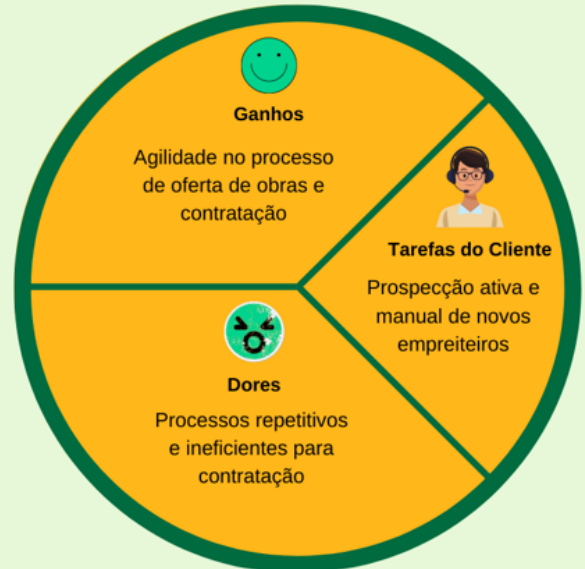 Ganhos
Agilidade no processo
de oferta de obras e
contratação
Tarefas do Cliente
Prospecção ativa e
manual de novos
empreiteiros
Dores
Processos repetitivos
e ineficientes para
contratação